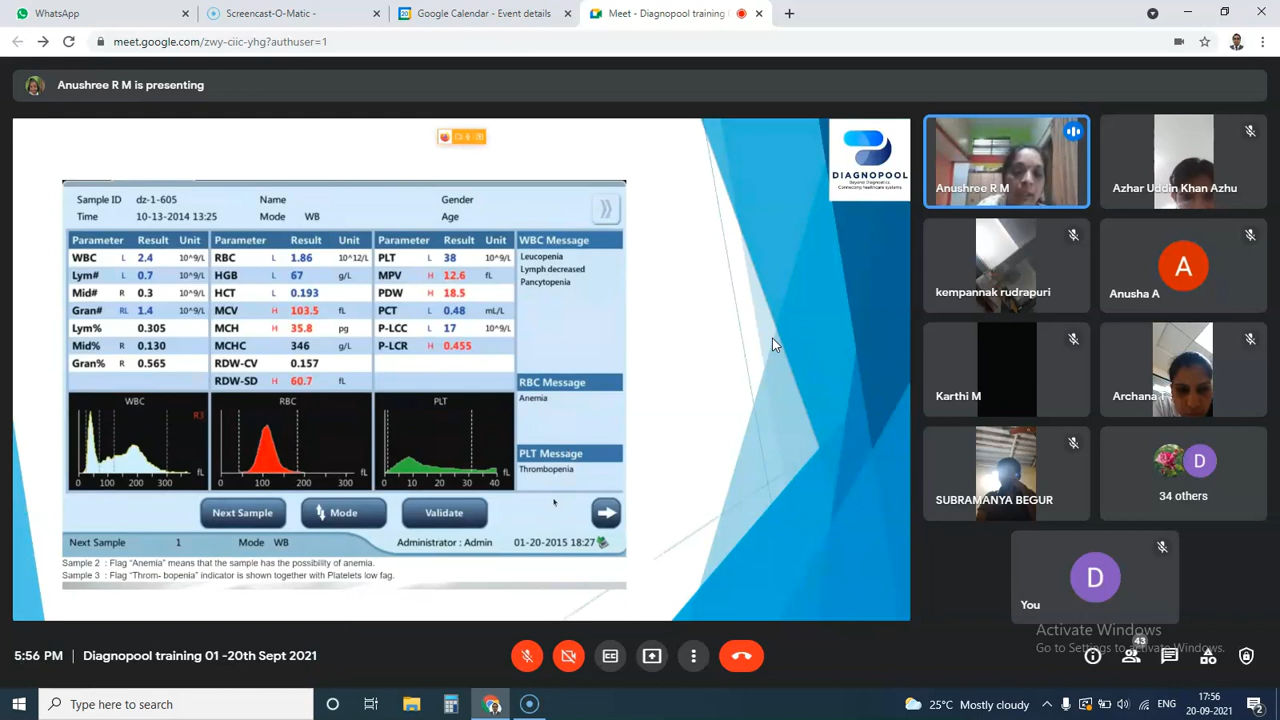 WhatsApp
Screencast-O-Matic -
Google Calendar - Event details
Meet - Diagnopool training
meet.google.com/zwy-ciic-yhg?authuser=1
Anushree R M is presenting
DIAGNOPOOL
Beyond Diagnostics
Connecting healthcare systems
Sample ID dz-1-605 Name Gender
Time 10-13-2014 13:25 Mode WB Age
Parameter Result Unit Parameter Result Unit Parameter Result Unit WBC Message
WBC L 2.4 10^9/L RBC L 1.86 10^12/L PLT L 38 10^9/L Leucopenia
Lym# L 0.7 10^9/L HGB L 67 g/L MPV H 12.6 fL Lymph decreased
Mid# R 0.3 10^9/L HCT L 0.193 PDW H 18.5 Pancytopenia
Gran# RL 1.4 10^9/L MCV H 103.5 fL PCT L 0.48 mL/L
Lym% 0.305 MCH H 35.8 pg P-LCC L 17 10^9/L
Mid% R 0.130 MCHC 346 g/L P-LCR H 0.455
Gran% R 0.565 RDW-CV 0.157
RDW-SD H 60.7 fL
RBC Message
Anemia
PLT Message
Thrombopenia
WBC RBC PLT
R3
fL fL fL
0 100 200 300 0 100 200 300 0 10 20 30 40
Next Sample Mode Validate
Next Sample 1 Mode WB Administrator : Admin 01-20-2015 18:27
Sample 2 : Flag “Anemia” means that the sample has the possibility of anemia.
Sample 3 : Flag “Throm- bopenia” indicator is shown together with Platelets low fag.
Anushree R M
Azhar Uddin Khan Azhu
kempannak rudrapuri
A
Anusha A
Karthi M
Archana
SUBRAMANYA BEGUR
D
34 others
D
You
Activate Windows
Go to Settings to activate Windows.
5:56 PM Diagnopool training 01 -20th Sept 2021
43
Type here to search
25°C Mostly cloudy
ENG
17:56
20-09-2021
2